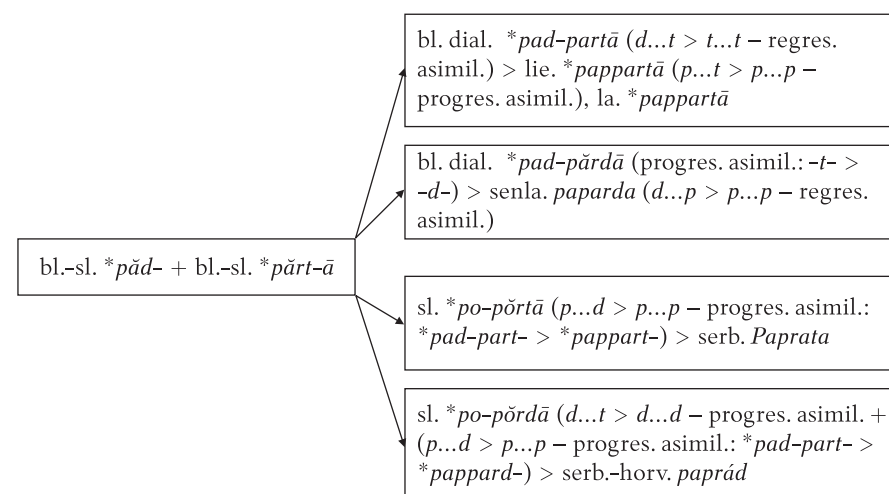 bl. dial. *pad-partā (d...t > t...t – regres.
asimil.) > lie. *pappartā (p...t > p...p –
progres. asimil.), la. *pappartā
bl. dial. *pad-părdā (progres. asimil.: -t- >
-d-) > senla. paparda (d...p > p...p – regres.
asimil.)
bl.-sl. *păd- + bl.-sl. *părt-ā
sl. *po-pŏrtā (p...d > p...p – progres. asimil.:
*pad-part- > *pappart-) > serb. Paprata
sl. *po-pŏrdā (d...t > d...d – progres. asimil. +
(p...d > p...p – progres. asimil.: *pad-part- >
*pappard-) > serb.-horv. paprád